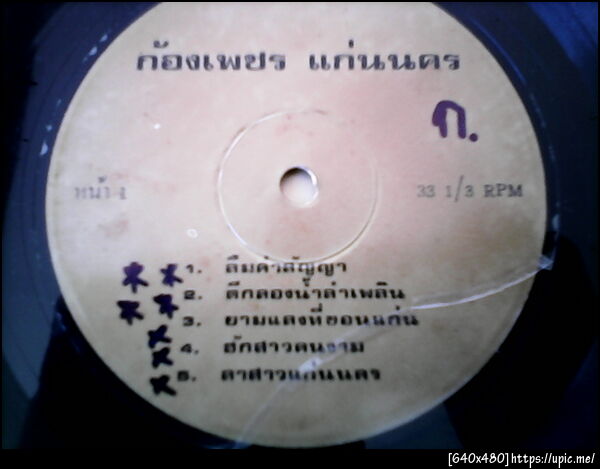 ก้องเพชร แก่นนคร
ก.
หน้า 1
33 1/3 RPM
1. ลืมคำสัญญา
2. ตีกลองน้ำลำเพลิน
3. ยามแลงที่ขอนแก่น
4. ฮักสาวคนงาม
5. ลาสาวแก่นนคร
[640x480]https://upic.me/